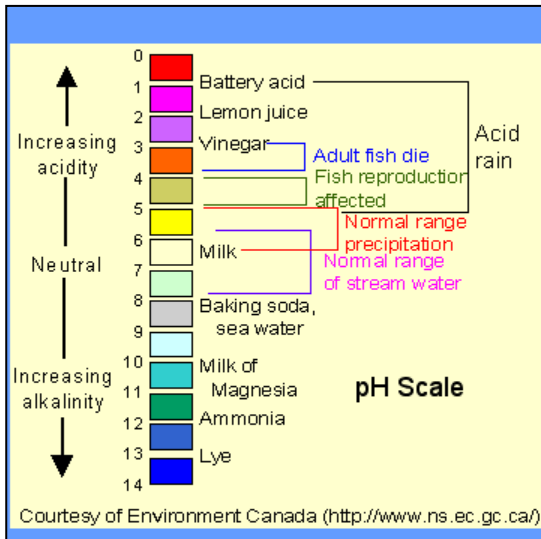 0
1
Battery acid
2
Lemon juice
3
Vinegar
4
5
6
Milk
7
8
Baking soda,
sea water
9
10
Milk of
Magnesia
11
Ammonia
12
13
Lye
14
Increasing
acidity
Neutral
Increasing
alkalinity
Adult fish die
Fish reproduction
affected
Acid
rain
Normal range
precipitation
Normal range
of stream water
pH Scale
Courtesy of Environment Canada (http://www.ns.ec.gc.ca/)